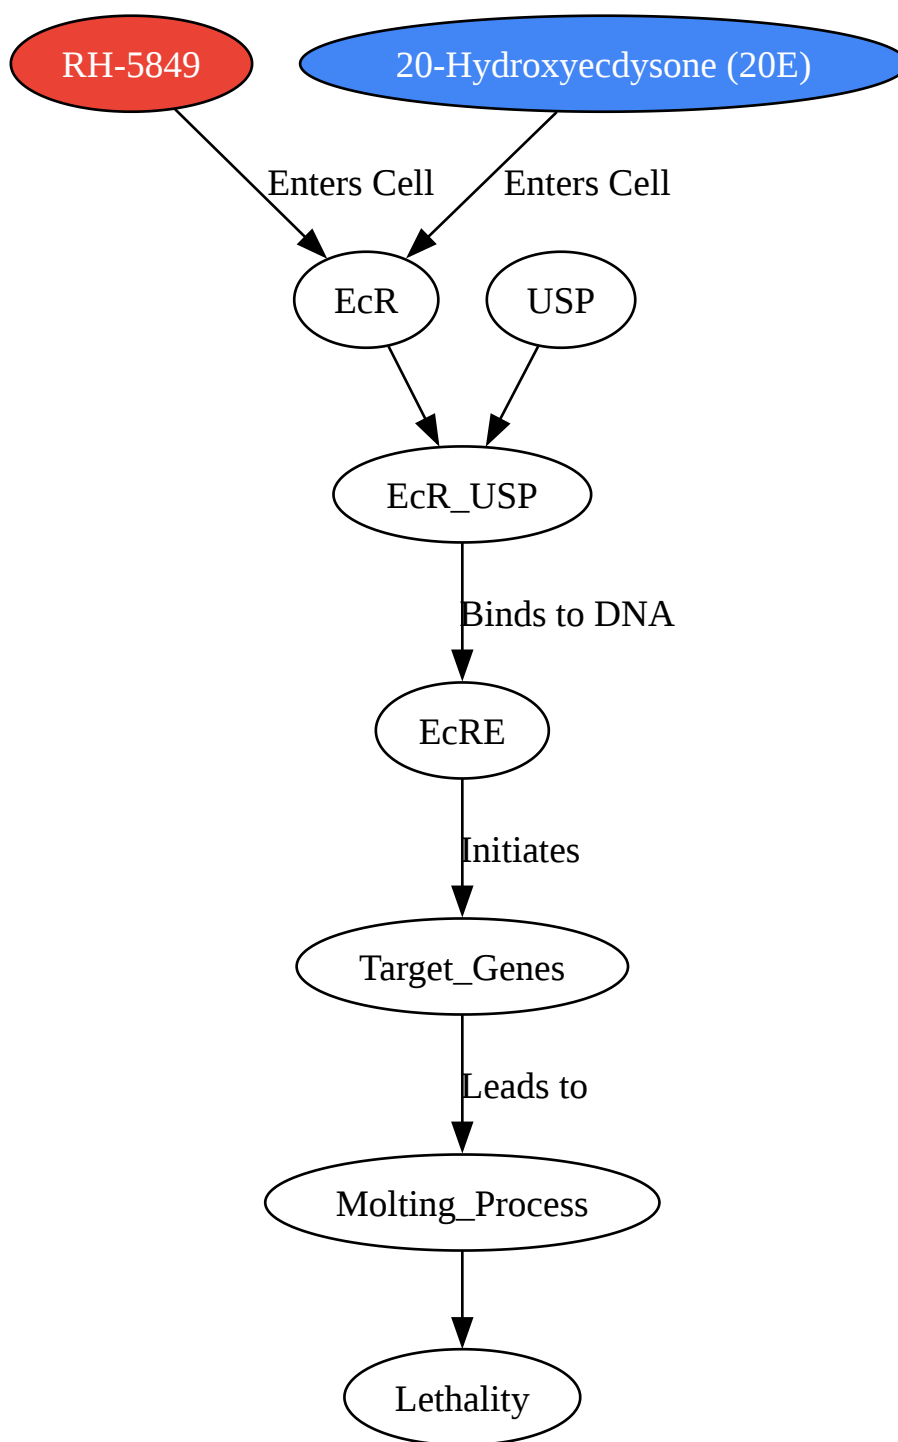 RH-5849
20-Hydroxyecdysone (20E)
Enters Cell
Enters Cell
EcR
USP
EcR_USP
Binds to DNA
EcRE
Initiates
Target_Genes
Leads to
Molting_Process
Lethality